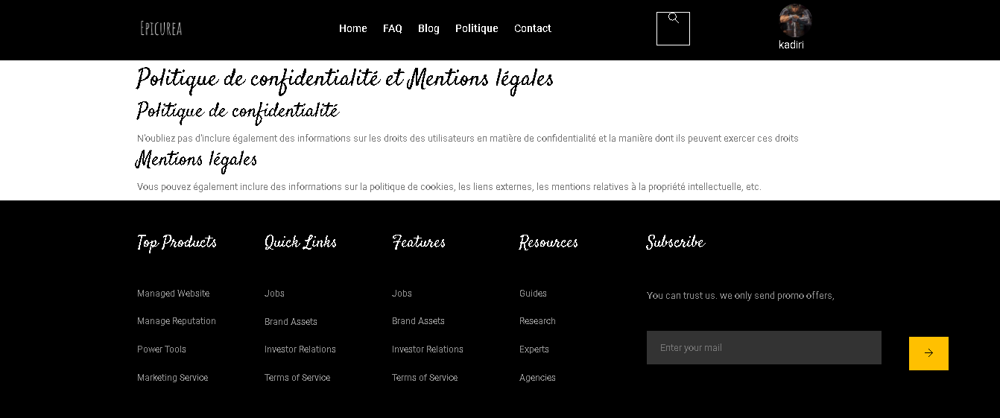 EPICUREA
Home FAQ Blog Politique Contact
kadiri
Politique de confidentialité et Mentions légales
Politique de confidentialité
N'oubliez pas d'inclure également des informations sur les droits des utilisateurs en matière de confidentialité et la manière dont ils peuvent exercer ces droits
Mentions légales
Vous pouvez également inclure des informations sur la politique de cookies, les liens externes, les mentions relatives à la propriété intellectuelle, etc.
Top Products
Managed Website
Manage Reputation
Power Tools
Marketing Service
Quick Links
Jobs
Brand Assets
Investor Relations
Terms of Service
Features
Jobs
Brand Assets
Investor Relations
Terms of Service
Resources
Guides
Research
Experts
Agencies
Subscribe
You can trust us. we only send promo offers,
Enter your mail